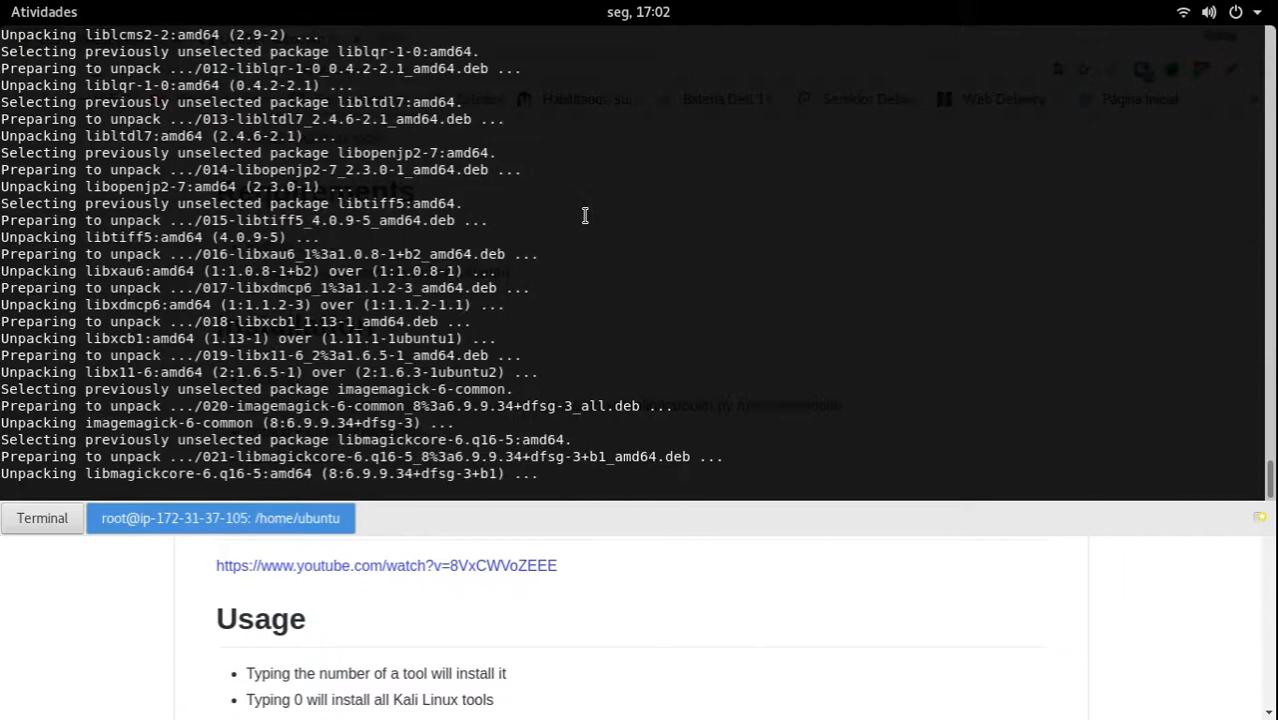 Atividades
seg, 17:02
Unpacking liblcms2-2:amd64 (2.9-2) ...
Selecting previously unselected package liblqr-1-0:amd64.
Preparing to unpack .../012-liblqr-1-0_0.4.2-2.1_amd64.deb ...
Unpacking liblqr-1-0:amd64 (0.4.2-2.1) ...
Selecting previously unselected package libltdl7:amd64.
Preparing to unpack .../013-libltdl7_2.4.6-2.1_amd64.deb ...
Unpacking libltdl7:amd64 (2.4.6-2.1) ...
Selecting previously unselected package libopenjp2-7:amd64.
Preparing to unpack .../014-libopenjp2-7_2.3.0-1_amd64.deb ...
Unpacking libopenjp2-7:amd64 (2.3.0-1) ...
Selecting previously unselected package libtiff5:amd64.
Preparing to unpack .../015-libtiff5_4.0.9-5_amd64.deb ...
Unpacking libtiff5:amd64 (4.0.9-5) ...
Preparing to unpack .../016-libxau6_1%3a1.0.8-1+b2_amd64.deb ...
Unpacking libxau6:amd64 (1:1.0.8-1+b2) over (1:1.0.8-1) ...
Preparing to unpack .../017-libxdmcp6_1%3a1.1.2-3_amd64.deb ...
Unpacking libxdmcp6:amd64 (1:1.1.2-3) over (1:1.1.2-1.1) ...
Preparing to unpack .../018-libxcb1_1.13-1_amd64.deb ...
Unpacking libxcb1:amd64 (1.13-1) over (1.11.1-1ubuntu1) ...
Preparing to unpack .../019-libx11-6_2%3a1.6.5-1_amd64.deb ...
Unpacking libx11-6:amd64 (2:1.6.5-1) over (2:1.6.3-1ubuntu2) ...
Selecting previously unselected package imagemagick-6-common.
Preparing to unpack .../020-imagemagick-6-common_8%3a6.9.9.34+dfsg-3_all.deb ...
Unpacking imagemagick-6-common (8:6.9.9.34+dfsg-3) ...
Selecting previously unselected package libmagickcore-6.q16-5:amd64.
Preparing to unpack .../021-libmagickcore-6.q16-5_8%3a6.9.9.34+dfsg-3+b1_amd64.deb ...
Unpacking libmagickcore-6.q16-5:amd64 (8:6.9.9.34+dfsg-3+b1) ...
Terminal
root@ip-172-31-37-105: /home/ubuntu
https://www.youtube.com/watch?v=8VxCWVoZEEE
Usage
Typing the number of a tool will install it
Typing 0 will install all Kali Linux tools